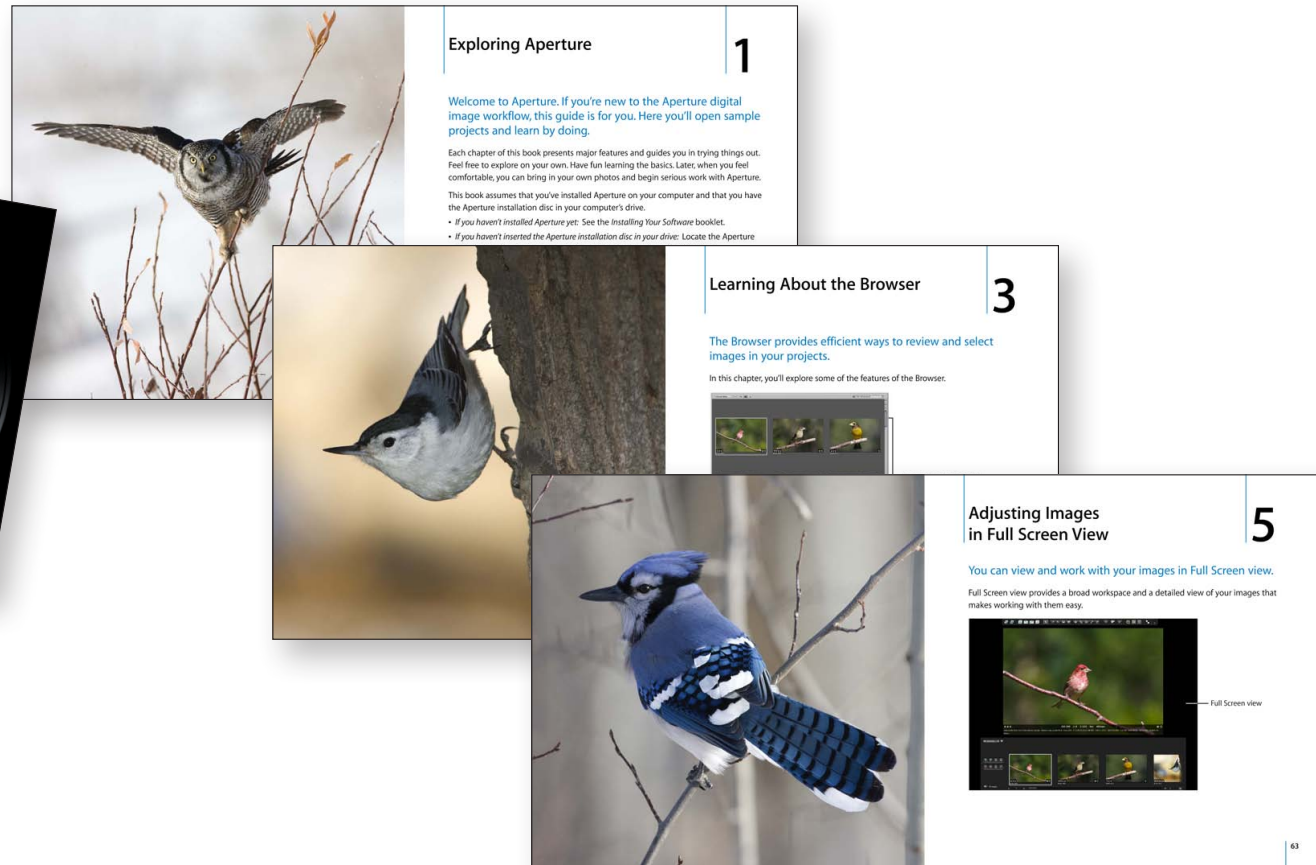 Exploring Aperture
1
Welcome to Aperture. If you're new to the Aperture digital
image workflow, this guide is for you. Here you'll open sample
projects and learn by doing.
Each chapter of this book presents major features and guides you in trying things out.
Feel free to explore on your own. Have fun learning the basics. Later, when you feel
comfortable, you can bring in your own photos and begin serious work with Aperture.
This book assumes that you've installed Aperture on your computer and that you have
the Aperture installation disc in your computer's drive.
• If you haven't installed Aperture yet: See the Installing Your Software booklet.
• If you haven't inserted the Aperture installation disc in your drive: Locate the Aperture
Learning About the Browser
3
The Browser provides efficient ways to review and select
images in your projects.
In this chapter, you'll explore some of the features of the Browser.
Adjusting Images
in Full Screen View
5
You can view and work with your images in Full Screen view.
Full Screen view provides a broad workspace and a detailed view of your images that
makes working with them easy.
Full Screen view
63